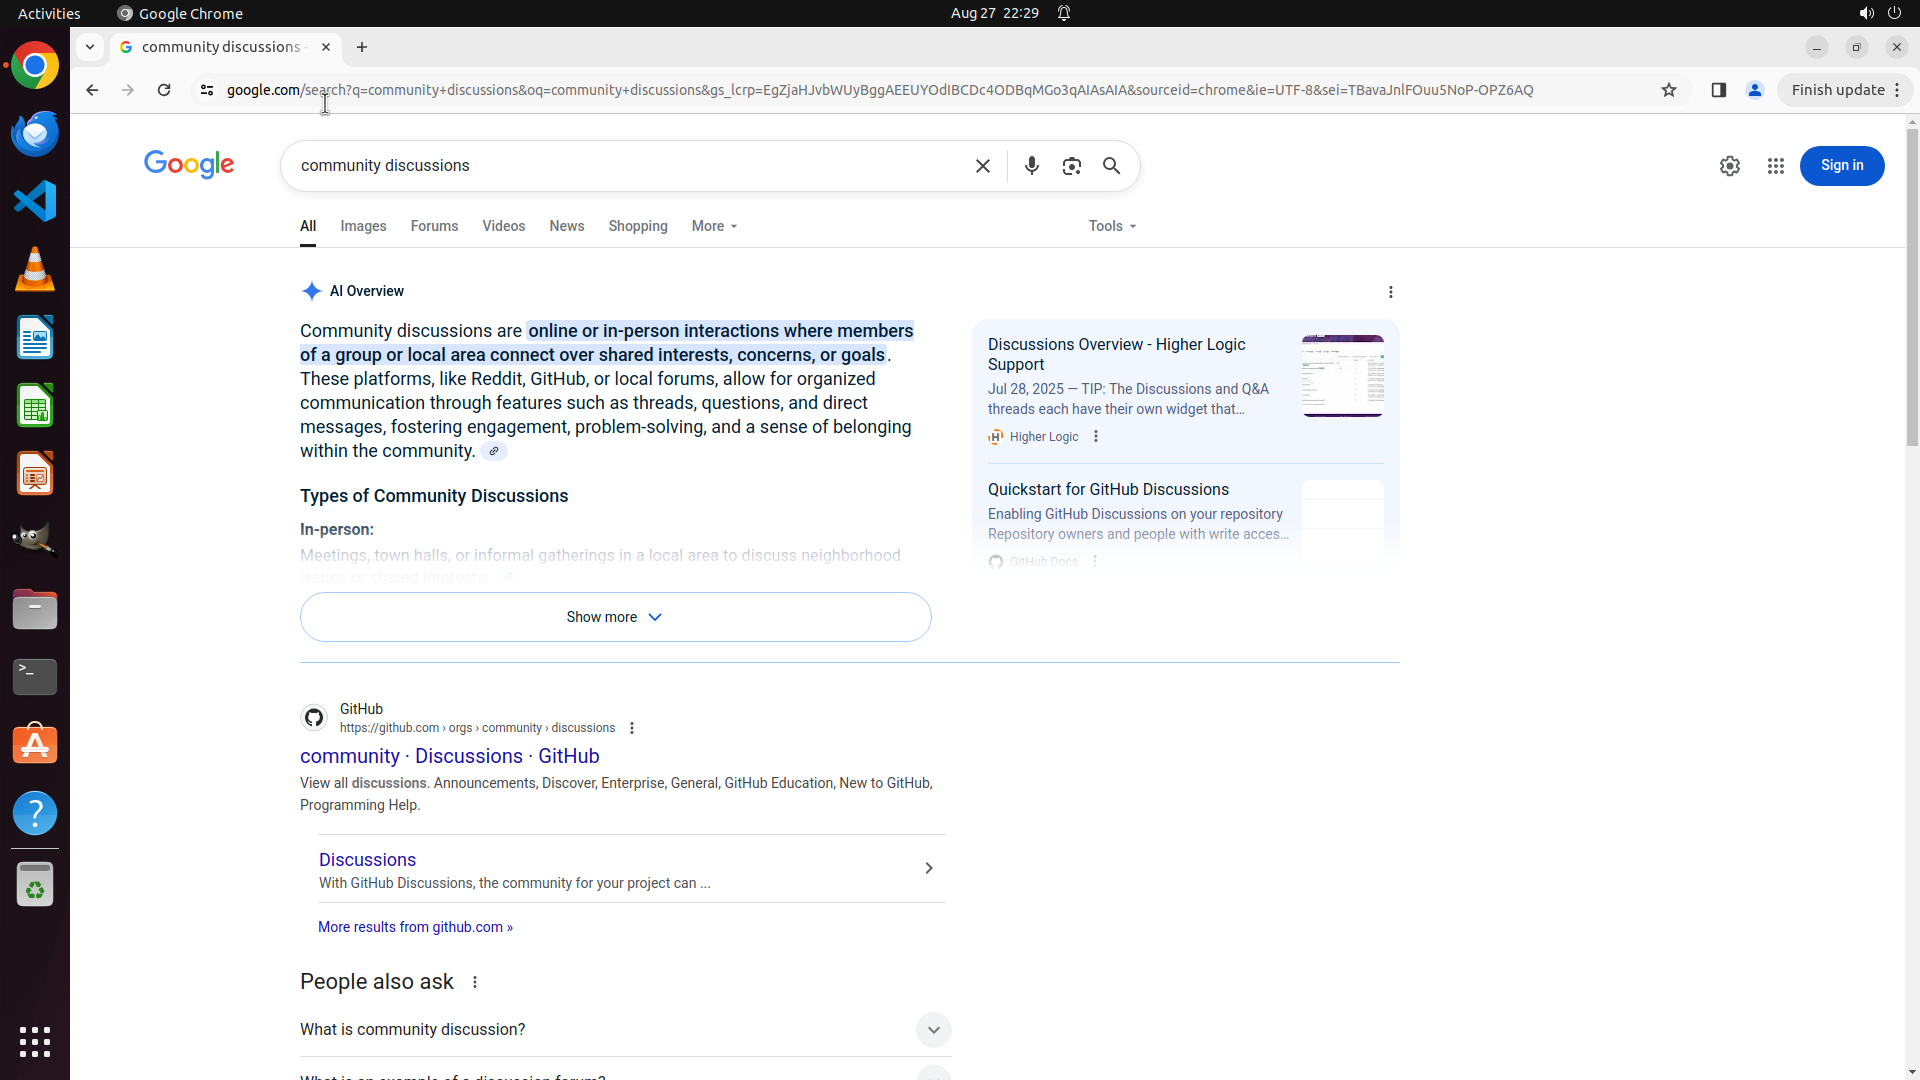 Activities
Google Chrome
Aug 27 22:29
community discussions -
google.com/search?q=community+discussions&oq=community+discussions&gs_lcrp=EgZjaHJvbWUyBggAEEUYOdIBCDc4ODBqMGo3qAIAsAIA&sourceid=chrome&ie=UTF-8&sei=TBavaJnlFOuu5NoP-OPZ6AQ
Finish update
Google
community discussions
Sign in
All
Images
Forums
Videos
News
Shopping
More
Tools
AI Overview
Community discussions are online or in-person interactions where members
of a group or local area connect over shared interests, concerns, or goals.
These platforms, like Reddit, GitHub, or local forums, allow for organized
communication through features such as threads, questions, and direct
messages, fostering engagement, problem-solving, and a sense of belonging
within the community.
Types of Community Discussions
In-person:
Meetings, town halls, or informal gatherings in a local area to discuss neighborhood
issues or shared interests.
Show more
Discussions Overview - Higher Logic
Support
Jul 28, 2025 — TIP: The Discussions and Q&A
threads each have their own widget that...
Higher Logic
Quickstart for GitHub Discussions
Enabling GitHub Discussions on your repository
Repository owners and people with write acces...
GitHub Docs
GitHub
https://github.com › orgs › community › discussions
community · Discussions · GitHub
View all discussions. Announcements, Discover, Enterprise, General, GitHub Education, New to GitHub,
Programming Help.
Discussions
With GitHub Discussions, the community for your project can ...
More results from github.com »
People also ask
What is community discussion?
What is an example of a discussion forum?